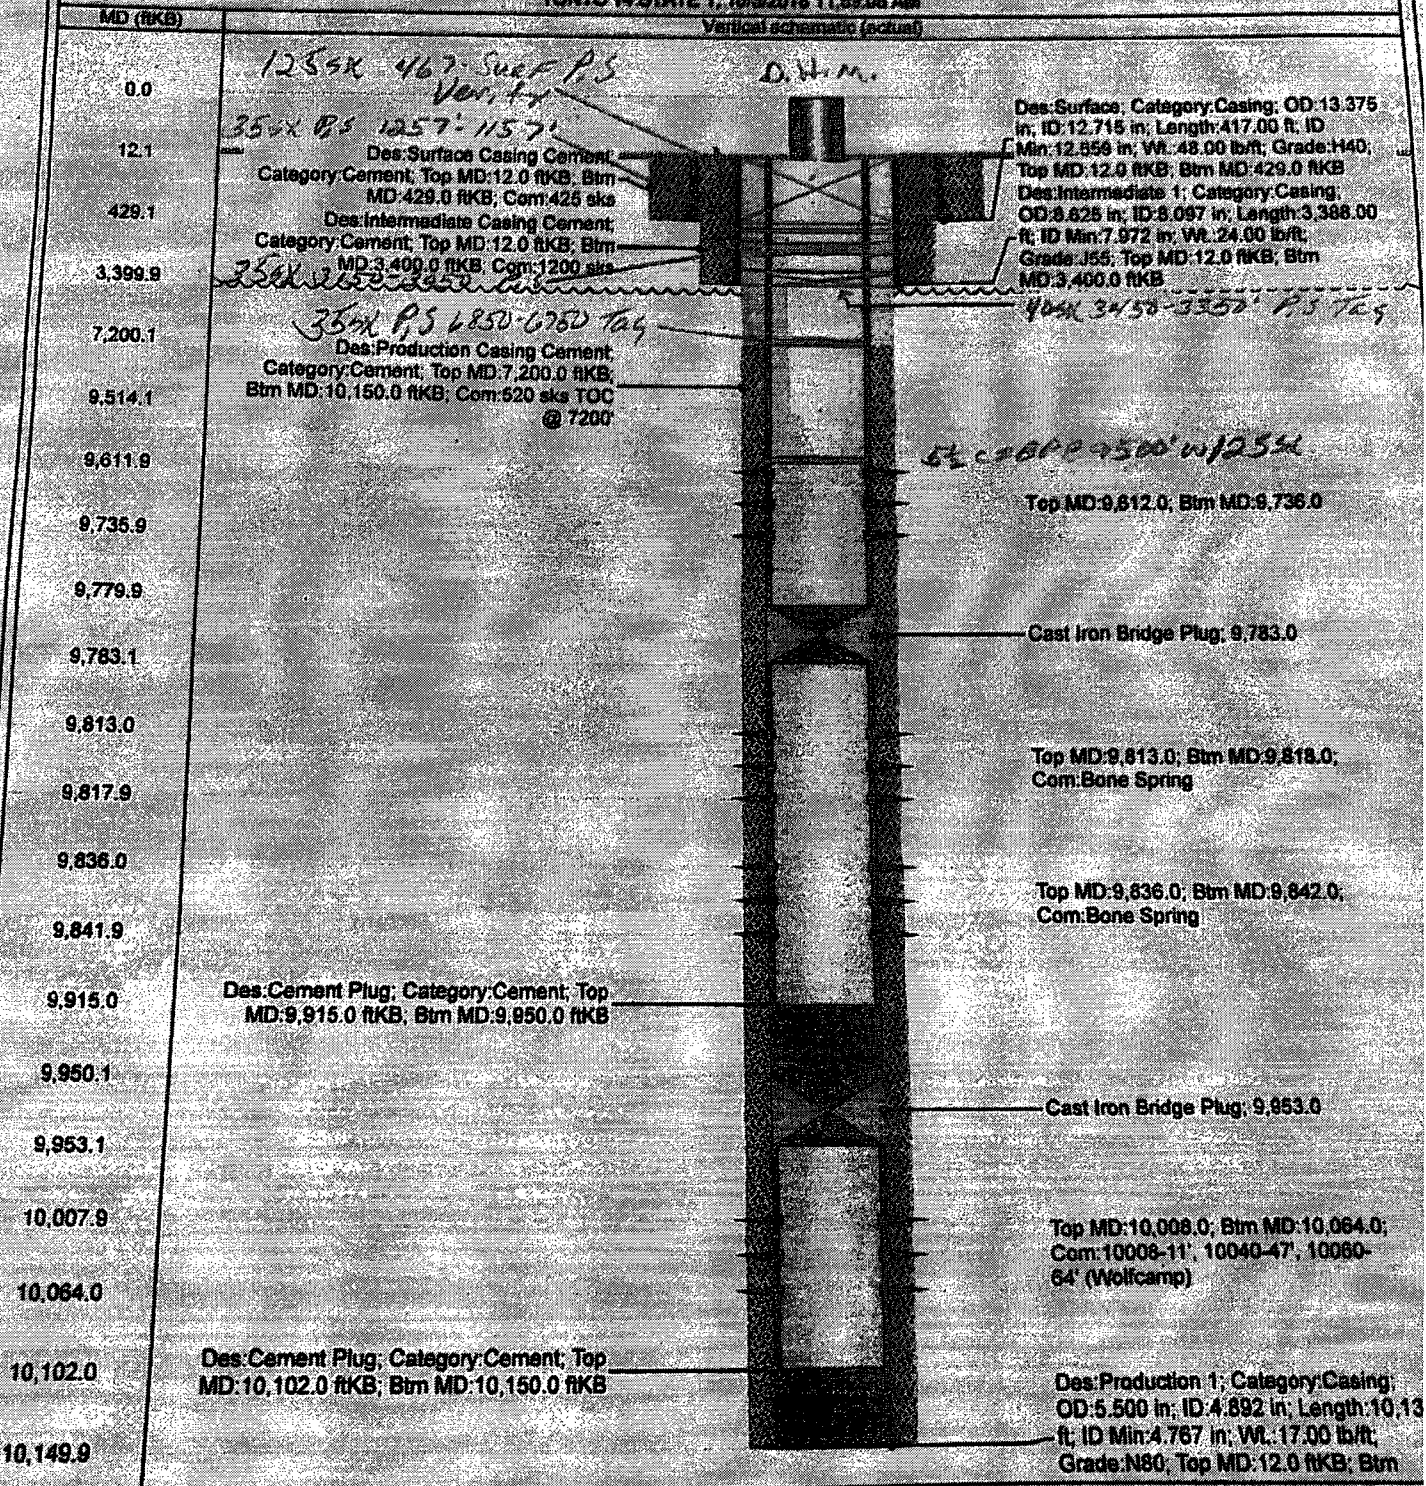 MD (ftKB)
Vertical schematic (actual)
0.0
12.1
429.1
3,399.9
7,200.1
9,514.1
9,611.9
9,735.9
9,779.9
9,783.1
9,813.0
9,817.9
9,836.0
9,841.9
9,915.0
9,950.1
9,953.1
10,007.9
10,064.0
10,102.0
10,149.9
125sx 467-Surf P,S
Verify
D.H.M.
35sx P,S 1257'-1157'
Des:Surface Casing Cement;
Category:Cement; Top MD:12.0 ftKB; Btm
MD:429.0 ftKB; Com:425 sks
Des:Intermediate Casing Cement;
Category:Cement; Top MD:12.0 ftKB; Btm
MD:3,400.0 ftKB; Com:1200 sks
35sx
35sx P,S 6850-6750 Tag
Des:Production Casing Cement;
Category:Cement; Top MD:7,200.0 ftKB;
Btm MD:10,150.0 ftKB; Com:520 sks TOC
@ 7200'
Des:Cement Plug; Category:Cement; Top
MD:9,915.0 ftKB; Btm MD:9,950.0 ftKB
Des:Cement Plug; Category:Cement; Top
MD:10,102.0 ftKB; Btm MD:10,150.0 ftKB
Des:Surface; Category:Casing; OD:13.375
in; ID:12.715 in; Length:417.00 ft; ID
Min:12.559 in; Wt.:48.00 lb/ft; Grade:H40;
Top MD:12.0 ftKB; Btm MD:429.0 ftKB
Des:Intermediate 1; Category:Casing;
OD:8.625 in; ID:8.097 in; Length:3,388.00
ft; ID Min:7.972 in; Wt.:24.00 lb/ft;
Grade:J55; Top MD:12.0 ftKB; Btm
MD:3,400.0 ftKB
40sx 3450-3350' P,S Tag
5½ CIBP@9500' w/25sx
Top MD:9,612.0; Btm MD:9,736.0
Cast Iron Bridge Plug; 9,783.0
Top MD:9,813.0; Btm MD:9,818.0;
Com:Bone Spring
Top MD:9,836.0; Btm MD:9,842.0;
Com:Bone Spring
Cast Iron Bridge Plug; 9,953.0
Top MD:10,008.0; Btm MD:10,064.0;
Com:10008-11', 10040-47', 10060-
64' (Wolfcamp)
Des:Production 1; Category:Casing;
OD:5.500 in; ID:4.892 in; Length:10,13
ft; ID Min:4.767 in; Wt.:17.00 lb/ft;
Grade:N80; Top MD:12.0 ftKB; Btm